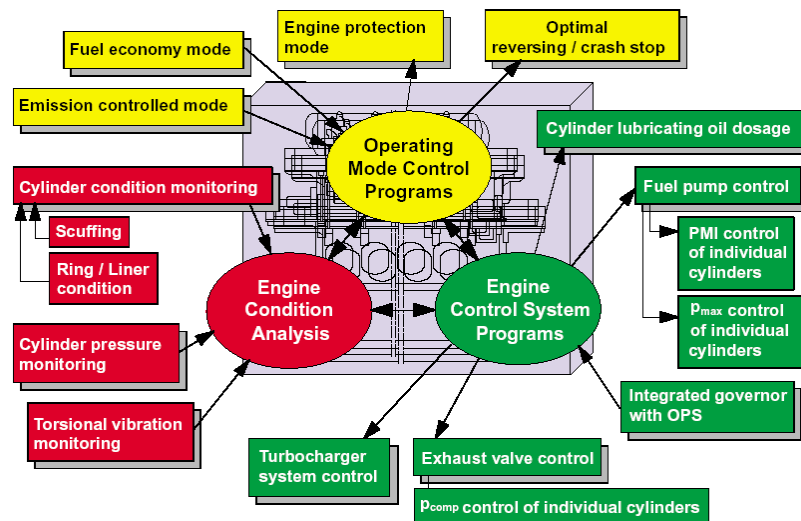 Engine protection
mode
Optimal
reversing / crash stop
Fuel economy mode
Emission controlled mode
Operating
Mode Control
Programs
Cylinder lubricating oil dosage
Cylinder condition monitoring
Fuel pump control
Scuffing
Ring / Liner
condition
PMI control
of individual
cylinders
Engine
Condition
Analysis
Engine
Control System
Programs
pmax control
of individual
cylinders
Cylinder pressure
monitoring
Integrated governor
with OPS
Torsional vibration
monitoring
Turbocharger
system control
Exhaust valve control
pcomp control of individual cylinders